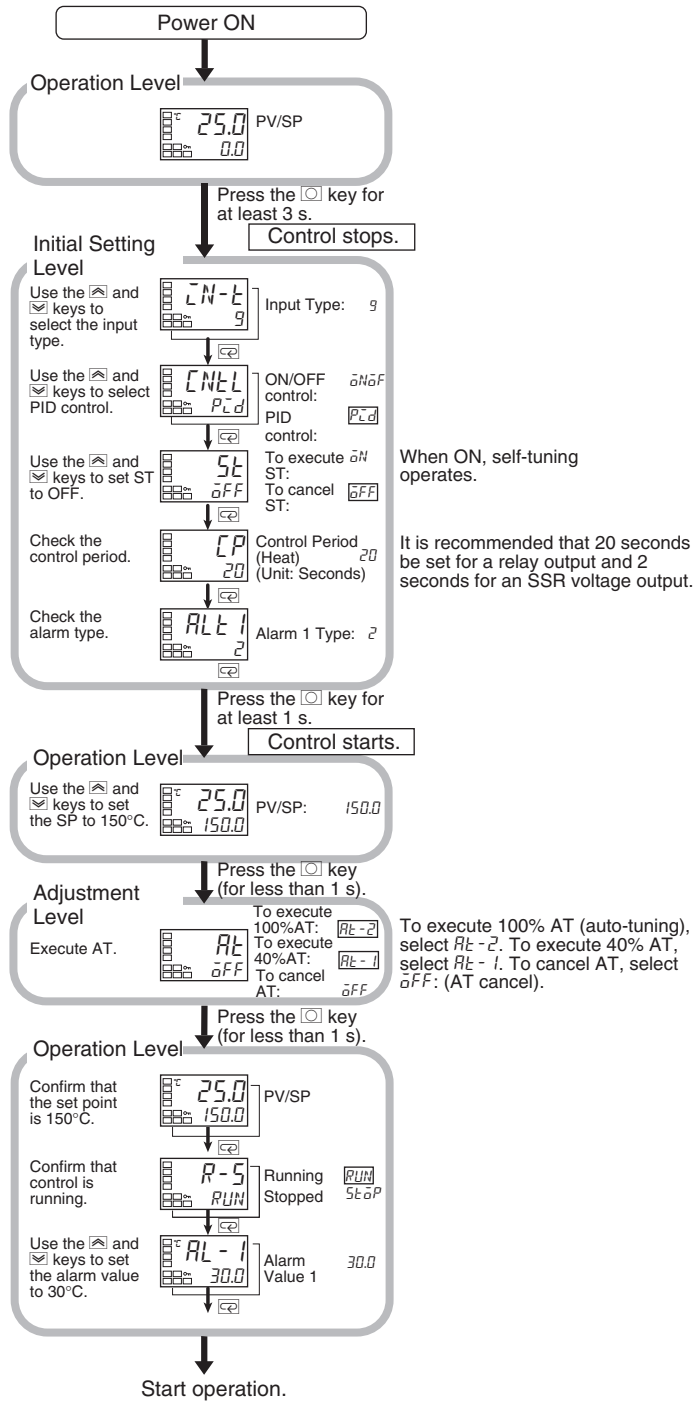 Power ON
Operation Level
℃ 25.0
0.0
PV/SP
Press the key for
at least 3 s.
Control stops.
Initial Setting
Level
Use the and
keys to
select the input
type.
IN-t
9
Input Type: 9
Use the and
keys to select
PID control.
CNtL
PId
ON/OFF
control:
oNoF
PID
control:
PId
Use the and
keys to set ST
to OFF.
St
oFF
To execute
ST:
oN
To cancel
ST:
oFF
When ON, self-tuning
operates.
Check the
control period.
CP
20
Control Period
(Heat)
(Unit: Seconds)
20
It is recommended that 20 seconds
be set for a relay output and 2
seconds for an SSR voltage output.
Check the
alarm type.
ALt1
2
Alarm 1 Type: 2
Press the key for
at least 1 s.
Control starts.
Operation Level
Use the and
keys to set
the SP to 150°C.
℃ 25.0
150.0
PV/SP: 150.0
Press the key
(for less than 1 s).
Adjustment
Level
Execute AT.
At
oFF
To execute
100%AT:
At-2
To execute
40%AT:
At-1
To cancel
AT:
oFF
To execute 100% AT (auto-tuning),
select At-2. To execute 40% AT,
select At-1. To cancel AT, select
oFF: (AT cancel).
Press the key
(for less than 1 s).
Operation Level
Confirm that
the set point
is 150°C.
℃ 25.0
150.0
PV/SP
Confirm that
control is
running.
R-S
RUN
Running RUN
Stopped StoP
Use the and
keys to set
the alarm value
to 30°C.
℃ AL-1
30.0
Alarm
Value 1
30.0
Start operation.